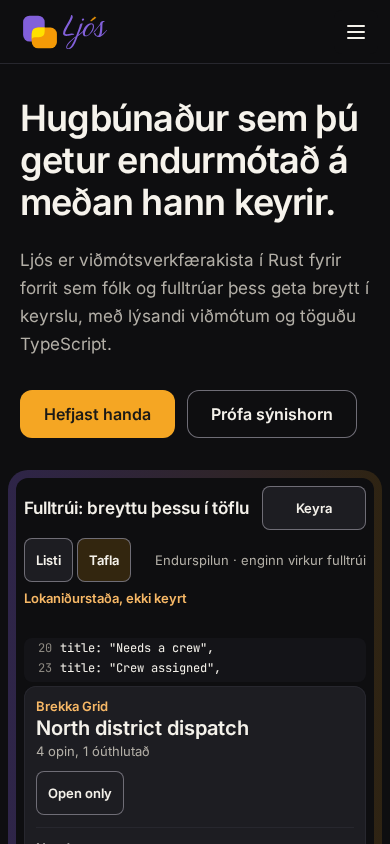 Ljós
Hugbúnaður sem þú
getur endurmótað á
meðan hann keyrir.
Ljós er viðmótsverkfærakista í Rust fyrir
forrit sem fólk og fulltrúar þess geta breytt í
keyrslu, með lýsandi viðmótum og töguðu
TypeScript.
Hefjast handa
Prófa sýnishorn
Fulltrúi: breyttu þessu í töflu
Keyra
Listi
Tafla
Endurspilun · enginn virkur fulltrúi
Lokaniðurstaða, ekki keyrt
20 title: "Needs a crew",
23 title: "Crew assigned",
Brekka Grid
North district dispatch
4 opin, 1 óúthlutað
Open only